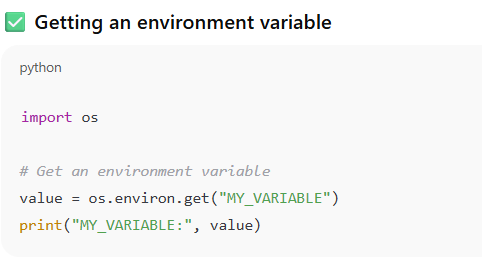 ✅ Getting an environment variable
python
import os
# Get an environment variable
value = os.environ.get("MY_VARIABLE")
print("MY_VARIABLE:", value)